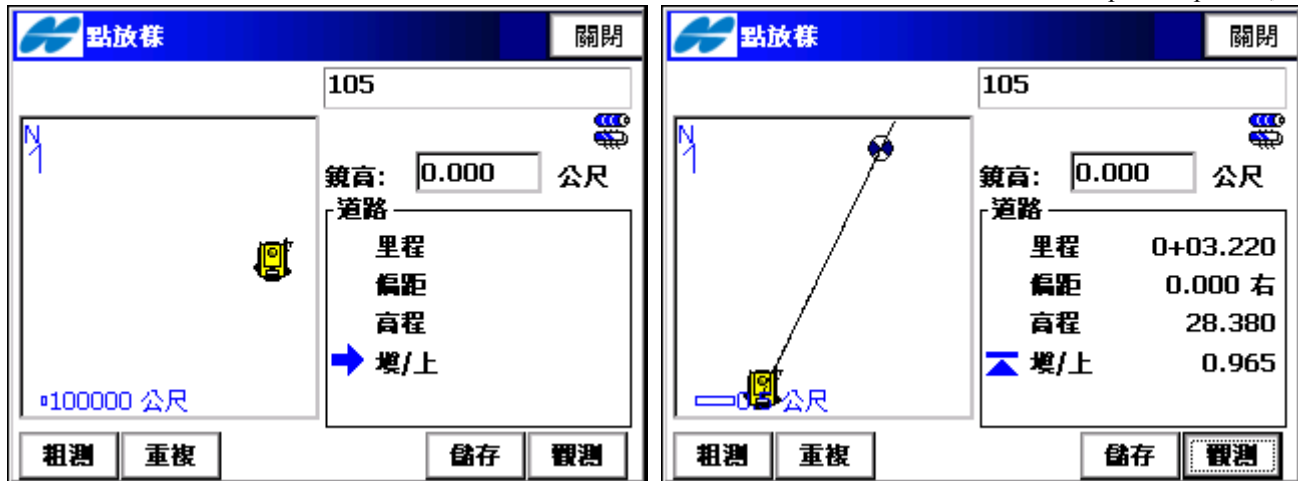 點放樣 關閉
105
N
鏡高: 0.000 公尺
道路
里程
偏距
高程
填/上
100000 公尺
粗測 重複 儲存 觀測
點放樣 關閉
105
N
鏡高: 0.000 公尺
道路
里程 0+03.220
偏距 0.000 右
高程 28.380
填/上 0.965
公尺
粗測 重複 儲存 觀測